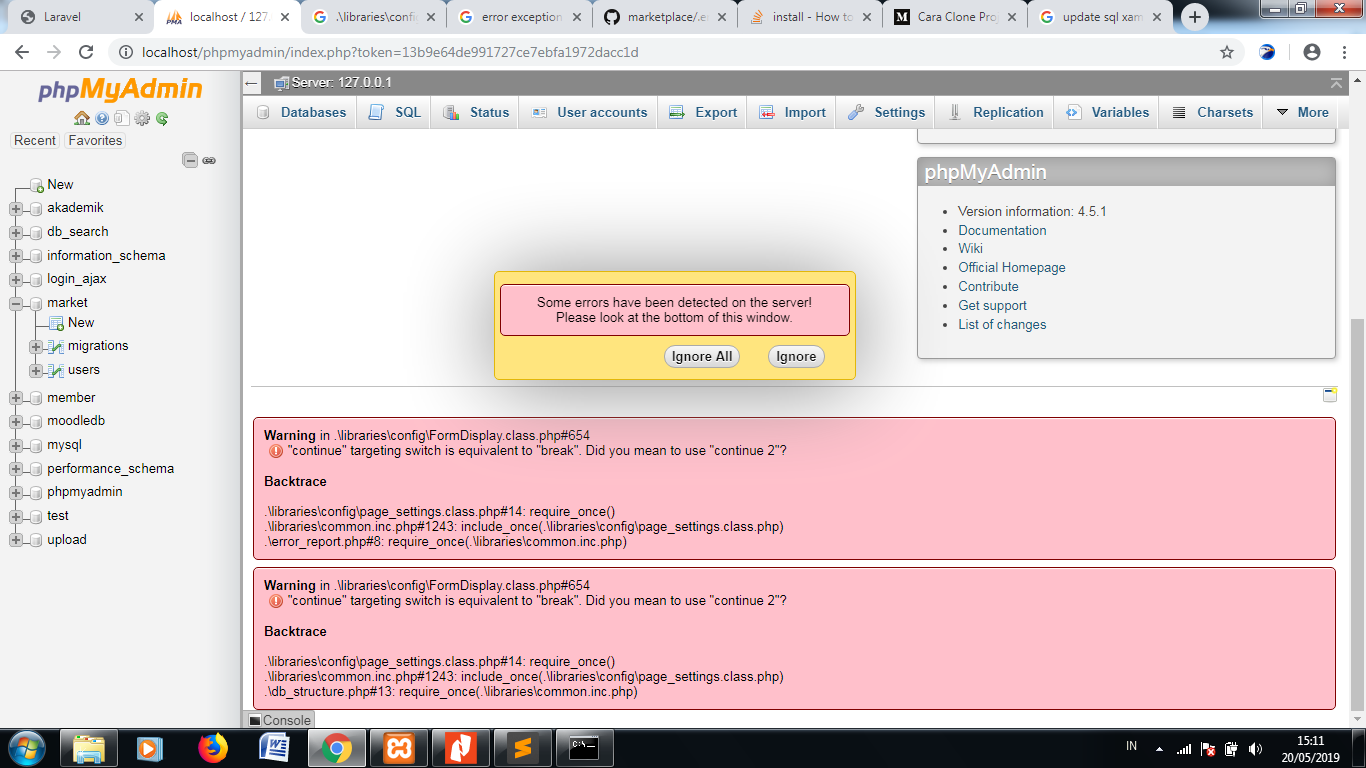 Laravel
localhost / 127.
.\libraries\confi
error exception
marketplace/.e
install - How to
Cara Clone Proj
update sql xam
localhost/phpmyadmin/index.php?token=13b9e64de991727ce7ebfa1972dacc1d
phpMyAdmin
Recent Favorites
New
akademik
db_search
information_schema
login_ajax
market
New
migrations
users
member
moodledb
mysql
performance_schema
phpmyadmin
test
upload
Server: 127.0.0.1
Databases SQL Status User accounts Export Import Settings Replication Variables Charsets More
phpMyAdmin
Version information: 4.5.1
Documentation
Wiki
Official Homepage
Contribute
Get support
List of changes
Some errors have been detected on the server!
Please look at the bottom of this window.
Ignore All Ignore
Warning in .\libraries\config\FormDisplay.class.php#654
"continue" targeting switch is equivalent to "break". Did you mean to use "continue 2"?
Backtrace
.\libraries\config\page_settings.class.php#14: require_once()
.\libraries\common.inc.php#1243: include_once(.\libraries\config\page_settings.class.php)
.\error_report.php#8: require_once(.\libraries\common.inc.php)
Warning in .\libraries\config\FormDisplay.class.php#654
"continue" targeting switch is equivalent to "break". Did you mean to use "continue 2"?
Backtrace
.\libraries\config\page_settings.class.php#14: require_once()
.\libraries\common.inc.php#1243: include_once(.\libraries\config\page_settings.class.php)
.\db_structure.php#13: require_once(.\libraries\common.inc.php)
Console
IN
15:11
20/05/2019